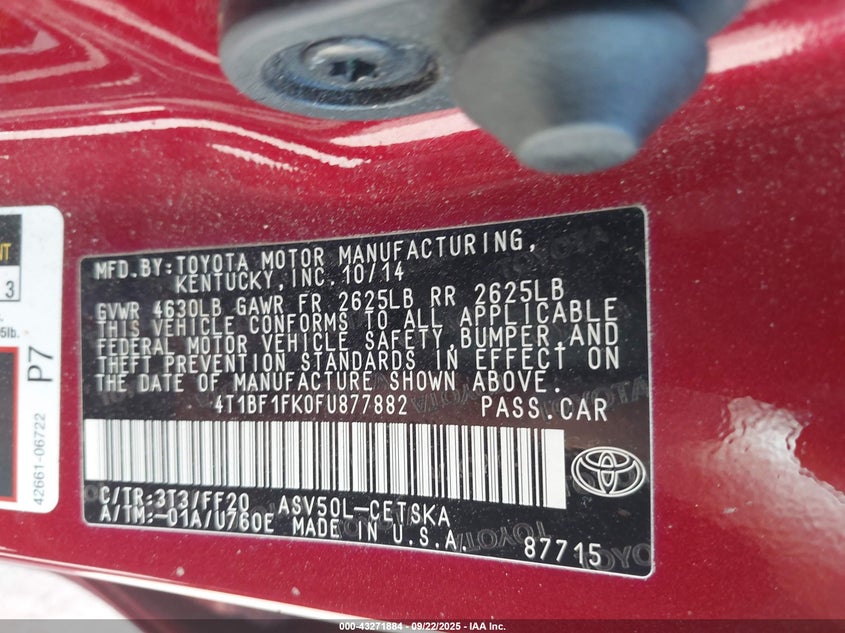 MFD.BY:TOYOTA MOTOR MANUFACTURING,
KENTUCKY,INC.10/14
GVWR 4630LB GAWR FR 2625LB RR 2625LB
THIS VEHICLE CONFORMS TO ALL APPLICABLE
FEDERAL MOTOR VEHICLE SAFETY,BUMPER,AND
THEFT PREVENTION STANDARDS IN EFFECT ON
THE DATE OF MANUFACTURE SHOWN ABOVE.
4T1BF1FK0FU877882 PASS.CAR
C/TR:3T3/FF20 ASV50L-CETSKA
A/TM:-01A/U760E MADE IN U.S.A.
87715
NT
3
5lb.
P7
42661-06722
000-43271884 | 09/22/2025 | IAA Inc.